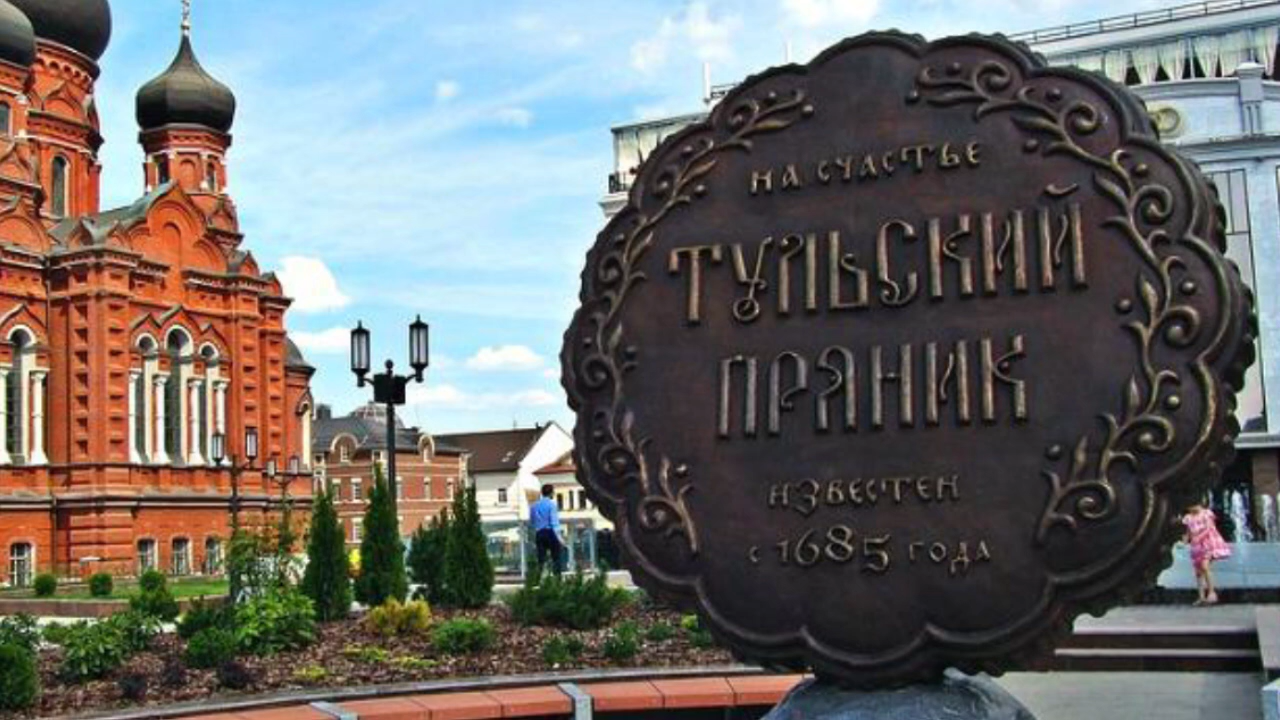 на счастье
Тульский
пряник
известен
с 1685 года